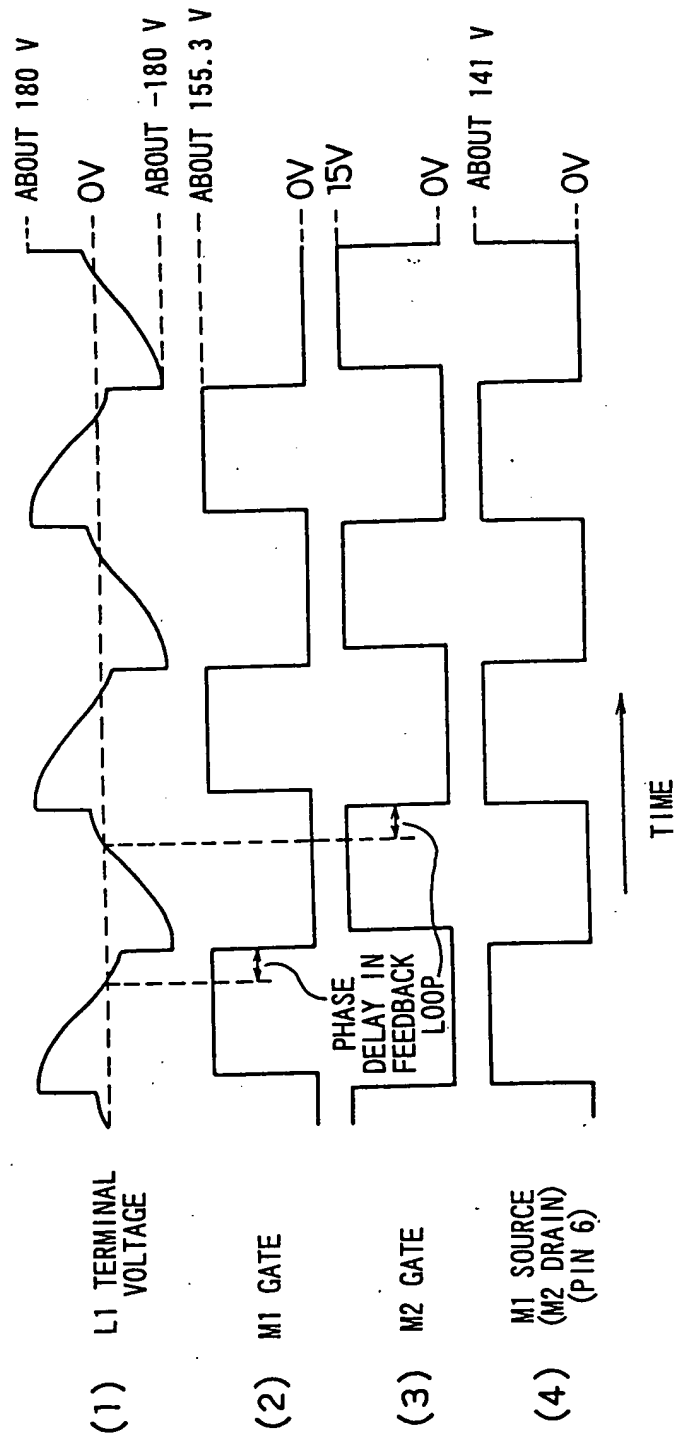 (1) L1 TERMINAL
VOLTAGE
ABOUT 180 V
0V
ABOUT -180 V
(2) M1 GATE
ABOUT 155.3 V
0V
PHASE
DELAY IN
FEEDBACK
LOOP
(3) M2 GATE
15V
0V
(4) M1 SOURCE
(M2 DRAIN)
(PIN 6)
ABOUT 141 V
0V
TIME